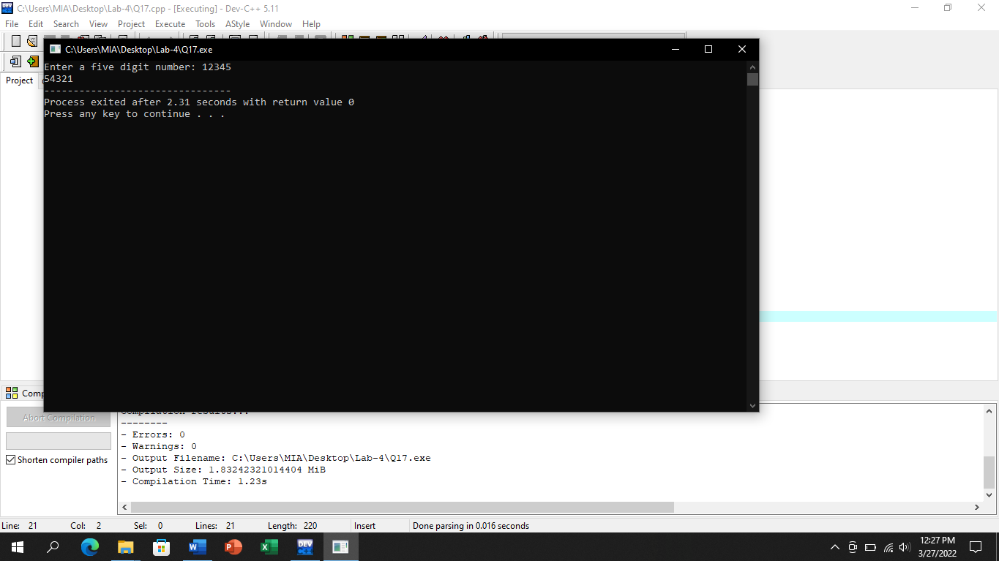 C:\Users\MIA\Desktop\Lab-4\Q17.cpp - [Executing] - Dev-C++ 5.11
File Edit Search View Project Execute Tools AStyle Window Help
C:\Users\MIA\Desktop\Lab-4\Q17.exe
Enter a five digit number: 12345
54321
--------------------------------
Process exited after 2.31 seconds with return value 0
Press any key to continue . . .
Project
Abort Compilation
Shorten compiler paths
Compilation results...
--------
- Errors: 0
- Warnings: 0
- Output Filename: C:\Users\MIA\Desktop\Lab-4\Q17.exe
- Output Size: 1.83242321014404 MiB
- Compilation Time: 1.23s
Line: 21 Col: 2 Sel: 0 Lines: 21 Length: 220 Insert Done parsing in 0.016 seconds
12:27 PM
3/27/2022